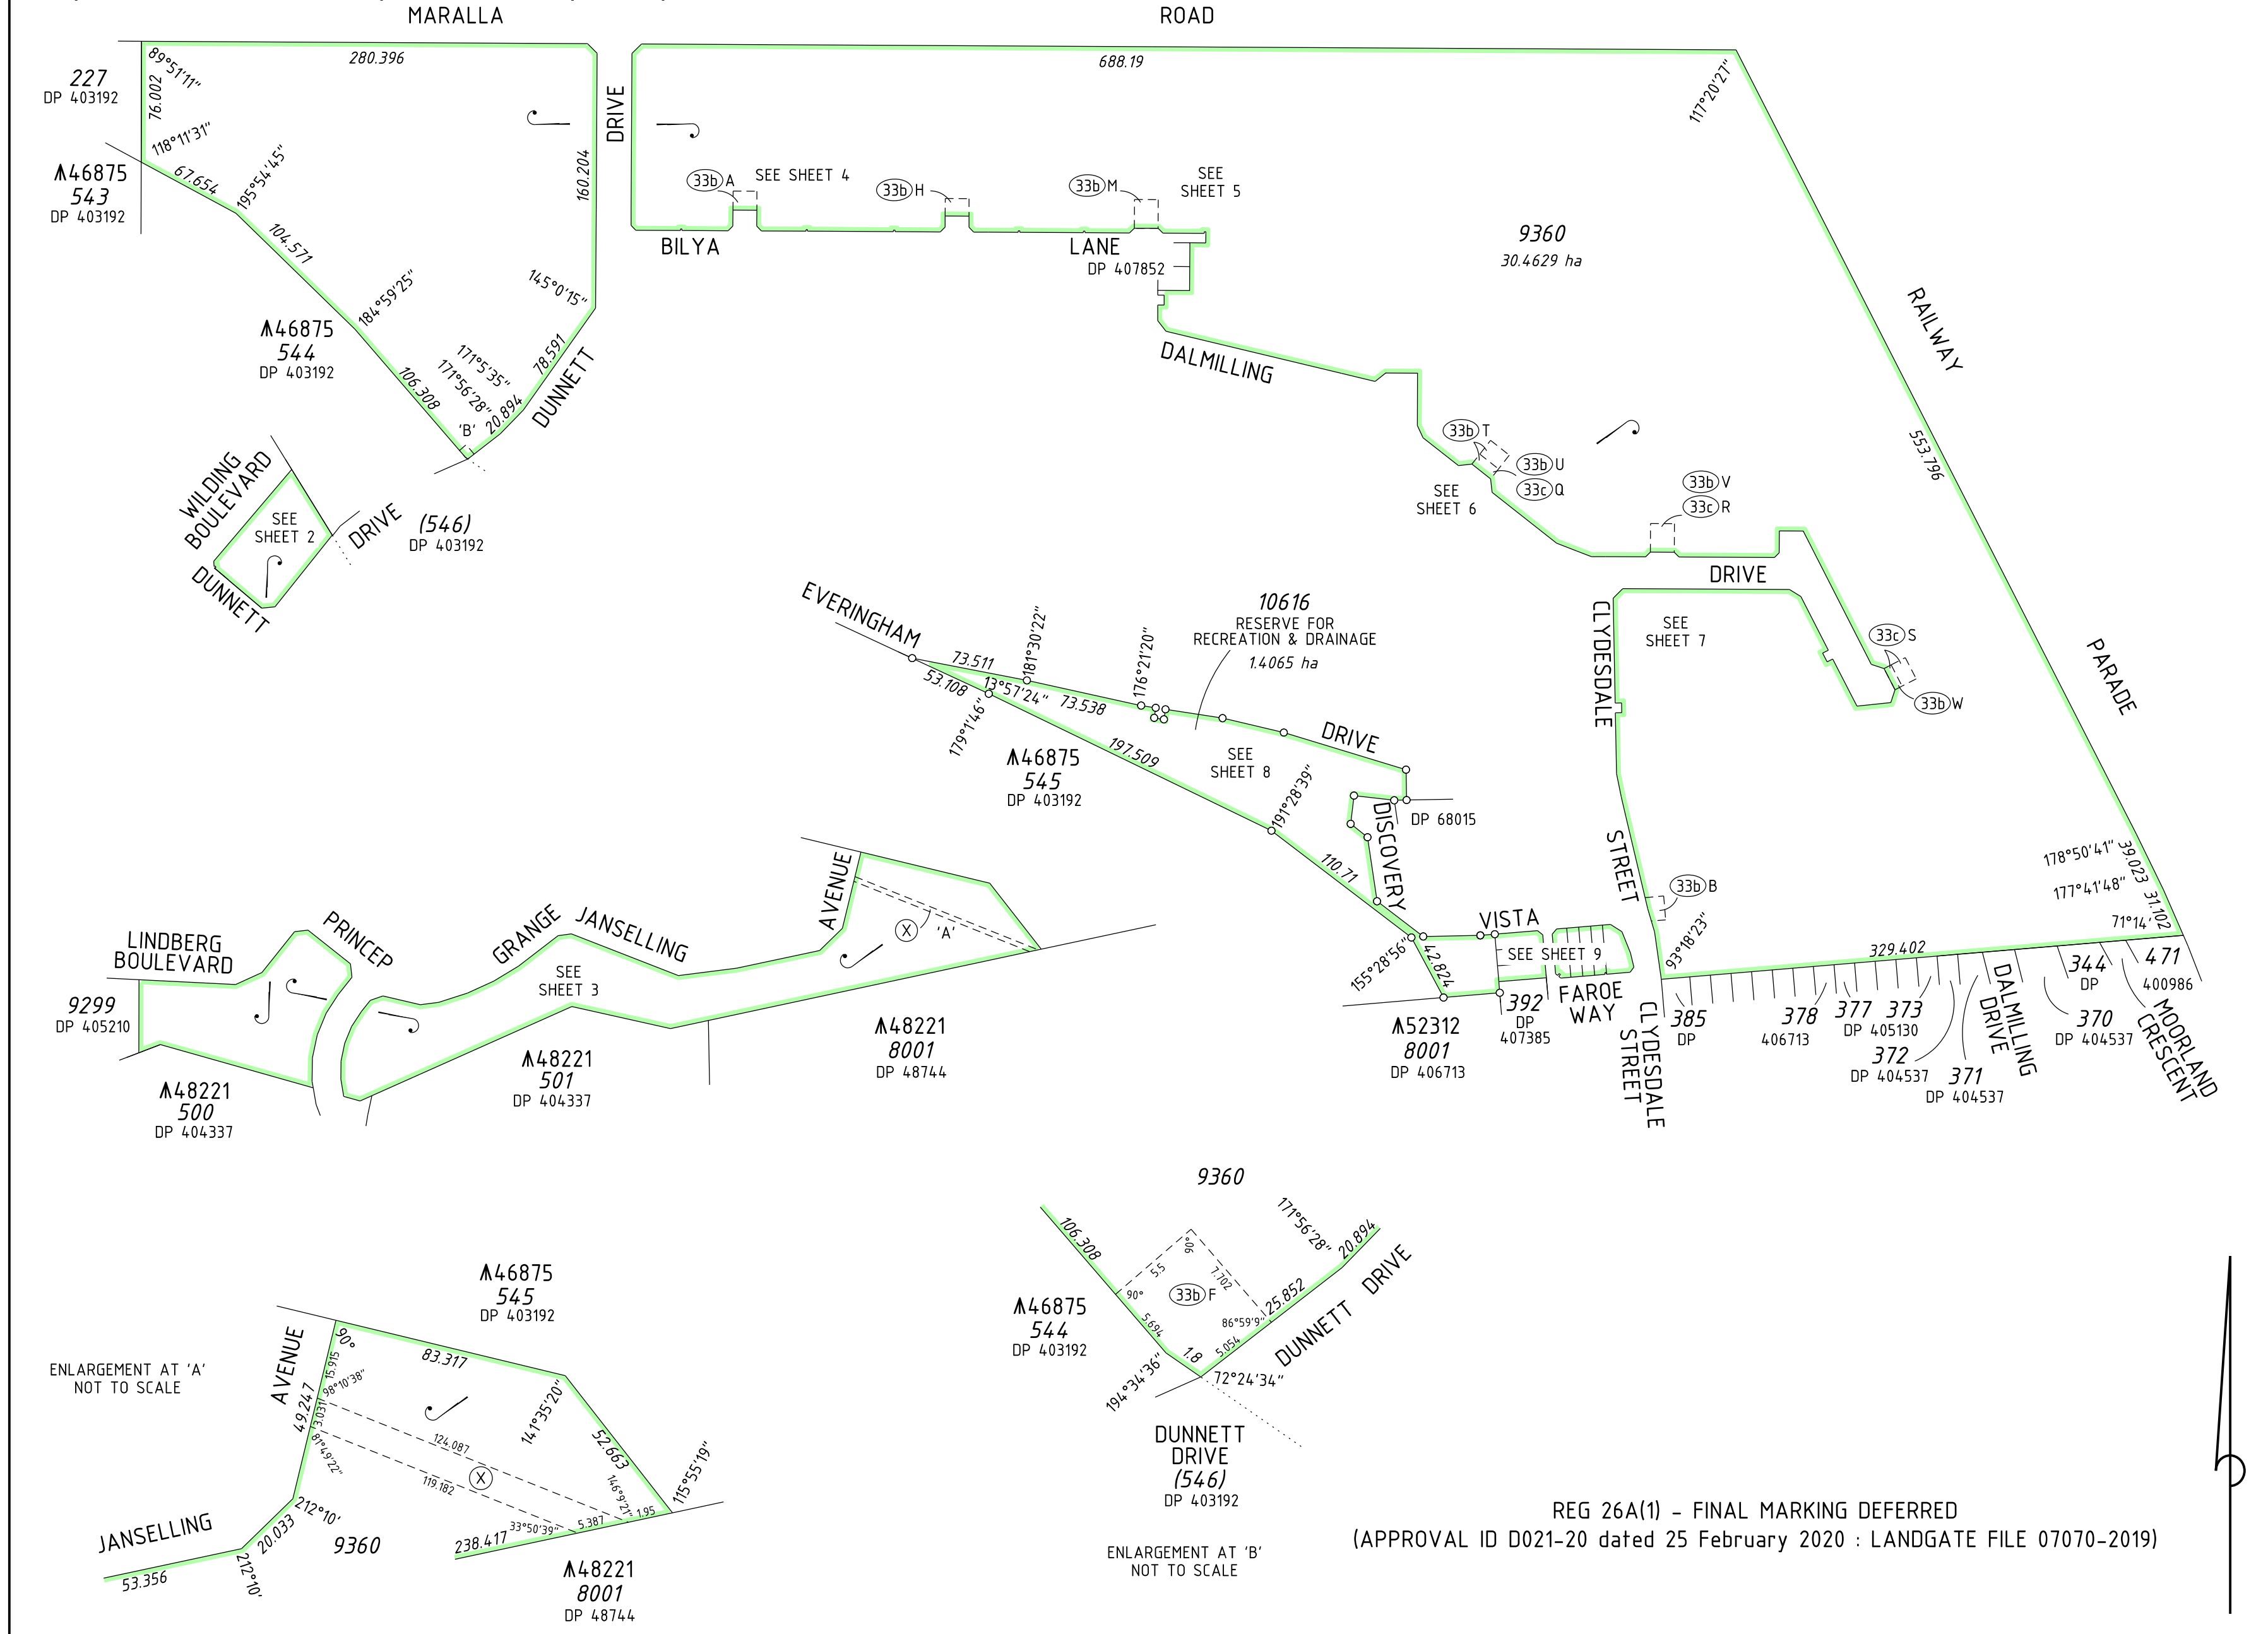 MARALLA ROAD
280.396
688.19
89°51'11"
117°20'27"
227
DP 403192
76.002
118°11'31"
DRIVE
67.654
195°54'45"
160.204
⩚46875
543
DP 403192
33b A
SEE SHEET 4
33b H
33b M
SEE
SHEET 5
9360
30.4629 ha
BILYA LANE
DP 407852
104.571
184°59'25"
145°0'15"
RAILWAY
⩚46875
544
DP 403192
171°5'35"
171°56'28"
78.591
DUNNETT
106.308
20.894
'B'
DALMILLING
553.796
33b T
33b U
33c Q
SEE
SHEET 6
33b V
33c R
WILDING
BOULEVARD
SEE
SHEET 2
DRIVE
(546)
DP 403192
DUNNETT
DRIVE
EVERINGHAM
10616
RESERVE FOR
RECREATION & DRAINAGE
1.4065 ha
CLYDESDALE
SEE
SHEET 7
33c S
33b W
PARADE
73.511
181°30'22"
53.108
13°57'24"
73.538
176°21'20"
179°1'46"
197.509
DRIVE
⩚46875
545
DP 403192
SEE
SHEET 8
191°28'39"
DISCOVERY
DP 68015
110.71
STREET
178°50'41"
39.023
177°41'48"
31.102
71°14'
33b B
93°18'23"
329.402
AVENUE
X
'A'
PRINCEP
GRANGE
JANSELLING
LINDBERG
BOULEVARD
SEE
SHEET 3
VISTA
SEE SHEET 9
155°28'56"
42.824
9299
DP 405210
⩚48221
500
DP 404337
⩚48221
501
DP 404337
⩚48221
8001
DP 48744
⩚52312
8001
DP 406713
392
DP
407385
FAROE
WAY
CLYDESDALE
STREET
385
DP
378
406713
377
373
DP 405130
372
DP 404537
371
DP 404537
DALMILLING
DRIVE
344
DP
370
DP 404537
471
400986
MOORLAND
CRESCENT
9360
106.308
171°56'28"
20.894
90°
5.5
7.702
33b F
90°
25.852
DUNNETT DRIVE
⩚46875
544
DP 403192
5.694
86°59'9"
1.8
5.054
194°34'36"
72°24'34"
DUNNETT
DRIVE
(546)
DP 403192
ENLARGEMENT AT 'B'
NOT TO SCALE
⩚46875
545
DP 403192
ENLARGEMENT AT 'A'
NOT TO SCALE
AVENUE
90°
83.317
15.915
98°10'38"
49.247
3.031
81°49'22"
124.087
141°35'20"
52.663
X
119.182
146°9'21"
115°55'19"
1.95
5.387
33°50'39"
238.417
212°10'
20.033
JANSELLING
9360
53.356
212°10'
⩚48221
8001
DP 48744
REG 26A(1) - FINAL MARKING DEFERRED
(APPROVAL ID D021-20 dated 25 February 2020 : LANDGATE FILE 07070-2019)